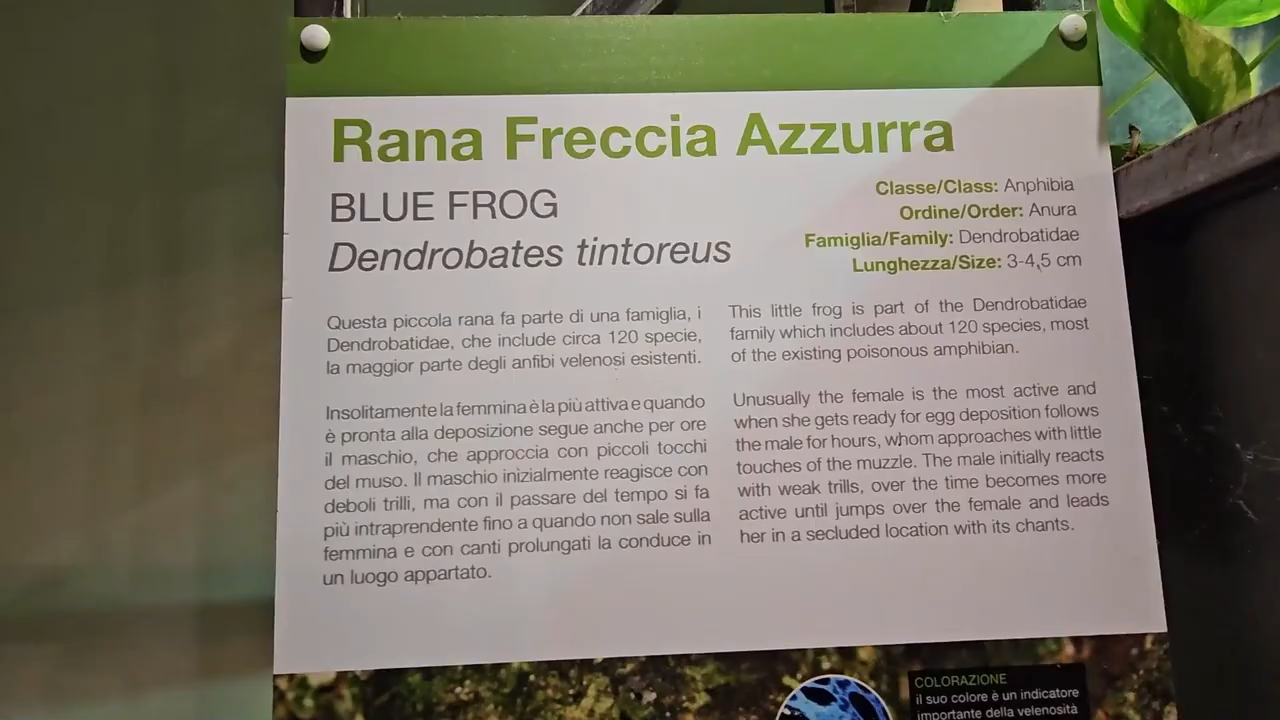 Rana Freccia Azzurra
BLUE FROG
Dendrobates tintoreus
Classe/Class: Anphibia
Ordine/Order: Anura
Famiglia/Family: Dendrobatidae
Lunghezza/Size: 3-4,5 cm
Questa piccola rana fa parte di una famiglia, i
Dendrobatidae, che include circa 120 specie,
la maggior parte degli anfibi velenosi esistenti.
Insolitamente la femmina è la più attiva e quando
è pronta alla deposizione segue anche per ore
il maschio, che approccia con piccoli tocchi
del muso. Il maschio inizialmente reagisce con
deboli trilli, ma con il passare del tempo si fa
più intraprendente fino a quando non sale sulla
femmina e con canti prolungati la conduce in
un luogo appartato.
This little frog is part of the Dendrobatidae
family which includes about 120 species, most
of the existing poisonous amphibian.
Unusually the female is the most active and
when she gets ready for egg deposition follows
the male for hours, whom approaches with little
touches of the muzzle. The male initially reacts
with weak trills, over the time becomes more
active until jumps over the female and leads
her in a secluded location with its chants.
COLORAZIONE
il suo colore è un indicatore
importante della velenosità